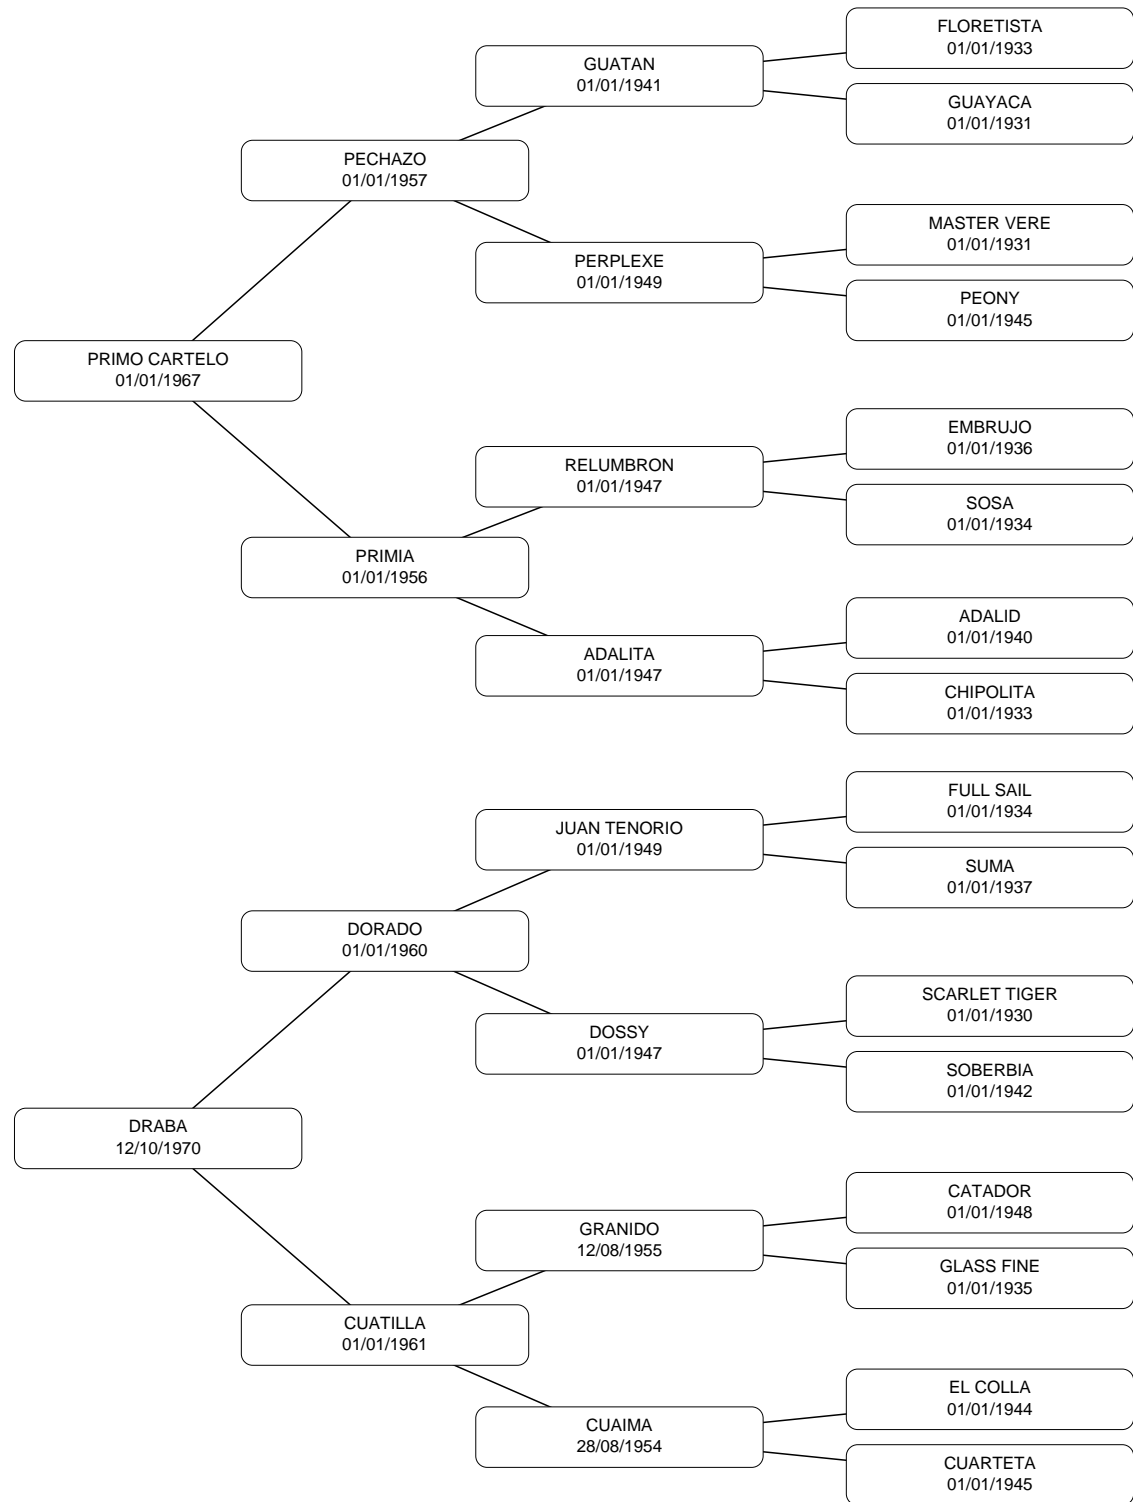 FLORETISTA
01/01/1933
GUATAN
01/01/1941
GUAYACA
01/01/1931
PECHAZO
01/01/1957
MASTER VERE
01/01/1931
PERPLEXE
01/01/1949
PEONY
01/01/1945
PRIMO CARTELO
01/01/1967
EMBRUJO
01/01/1936
RELUMBRON
01/01/1947
SOSA
01/01/1934
PRIMIA
01/01/1956
ADALID
01/01/1940
ADALITA
01/01/1947
CHIPOLITA
01/01/1933
FULL SAIL
01/01/1934
JUAN TENORIO
01/01/1949
SUMA
01/01/1937
DORADO
01/01/1960
SCARLET TIGER
01/01/1930
DOSSY
01/01/1947
SOBERBIA
01/01/1942
DRABA
12/10/1970
CATADOR
01/01/1948
GRANIDO
12/08/1955
GLASS FINE
01/01/1935
CUATILLA
01/01/1961
EL COLLA
01/01/1944
CUAIMA
28/08/1954
CUARTETA
01/01/1945